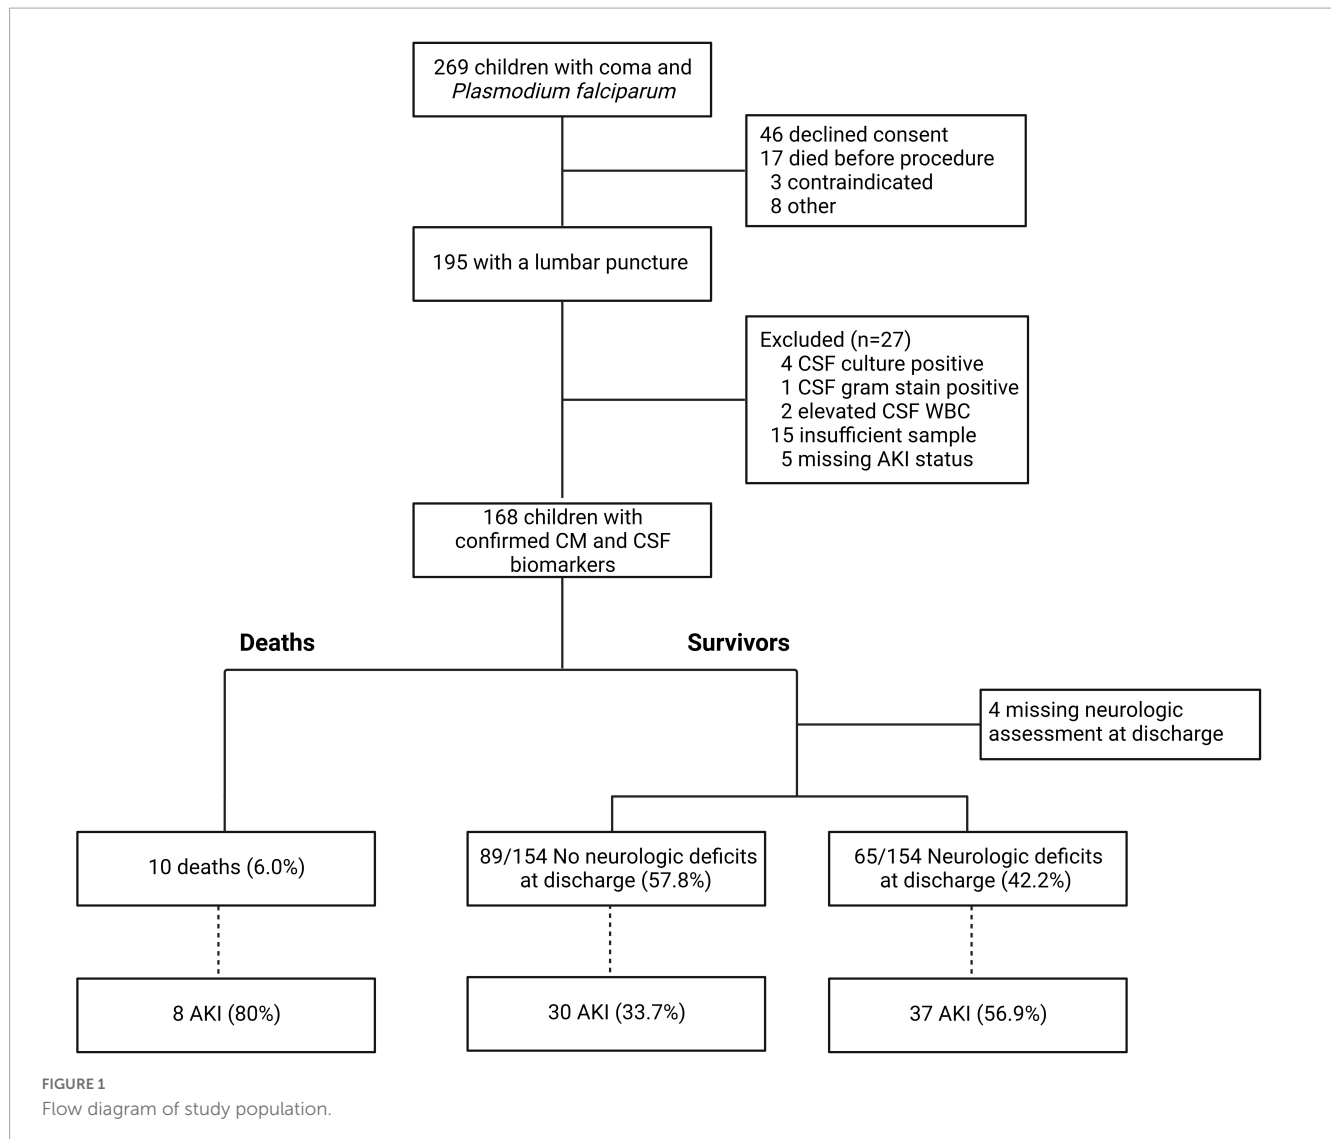 269 children with coma and
Plasmodium falciparum
46 declined consent
17 died before procedure
3 contraindicated
8 other
195 with a lumbar puncture
Excluded (n=27)
4 CSF culture positive
1 CSF gram stain positive
2 elevated CSF WBC
15 insufficient sample
5 missing AKI status
168 children with
confirmed CM and CSF
biomarkers
Deaths
Survivors
4 missing neurologic
assessment at discharge
10 deaths (6.0%)
89/154 No neurologic deficits
at discharge (57.8%)
65/154 Neurologic deficits
at discharge (42.2%)
8 AKI (80%)
30 AKI (33.7%)
37 AKI (56.9%)
FIGURE 1
Flow diagram of study population.